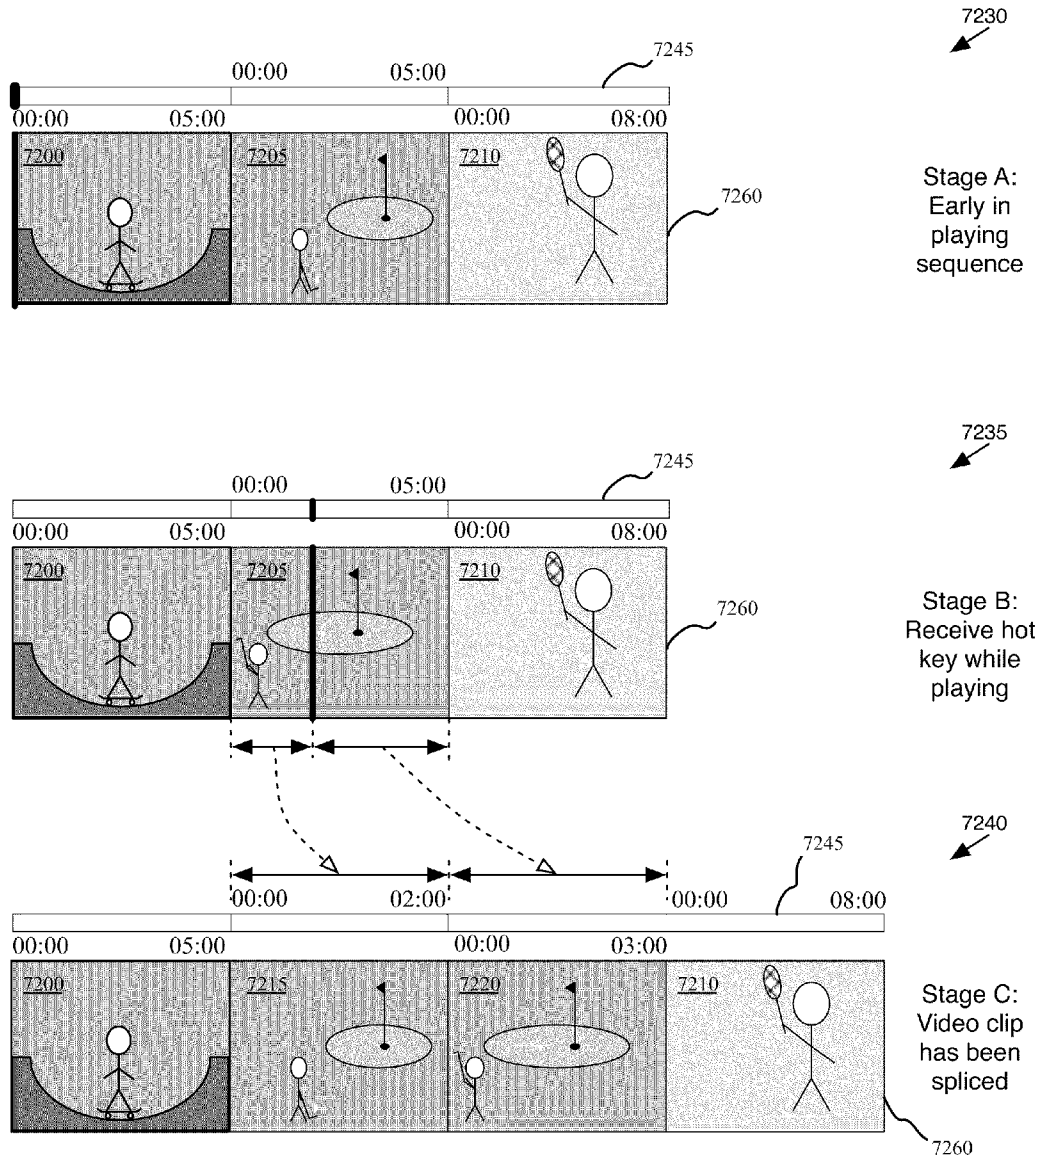 7230
7245
00:00 05:00
00:00 05:00 00:00 08:00
7200 7205 7210
7260
Stage A:
Early in
playing
sequence
7235
7245
00:00 05:00
00:00 05:00 00:00 08:00
7200 7205 7210
7260
Stage B:
Receive hot
key while
playing
7240
7245
00:00 02:00 00:00 08:00
00:00 05:00 00:00 03:00
7200 7215 7220 7210
Stage C:
Video clip
has been
spliced
7260